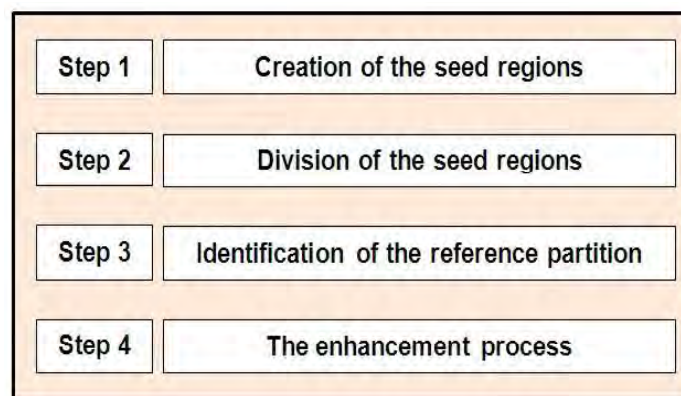 Step 1 Creation of the seed regions
Step 2 Division of the seed regions
Step 3 Identification of the reference partition
Step 4 The enhancement process